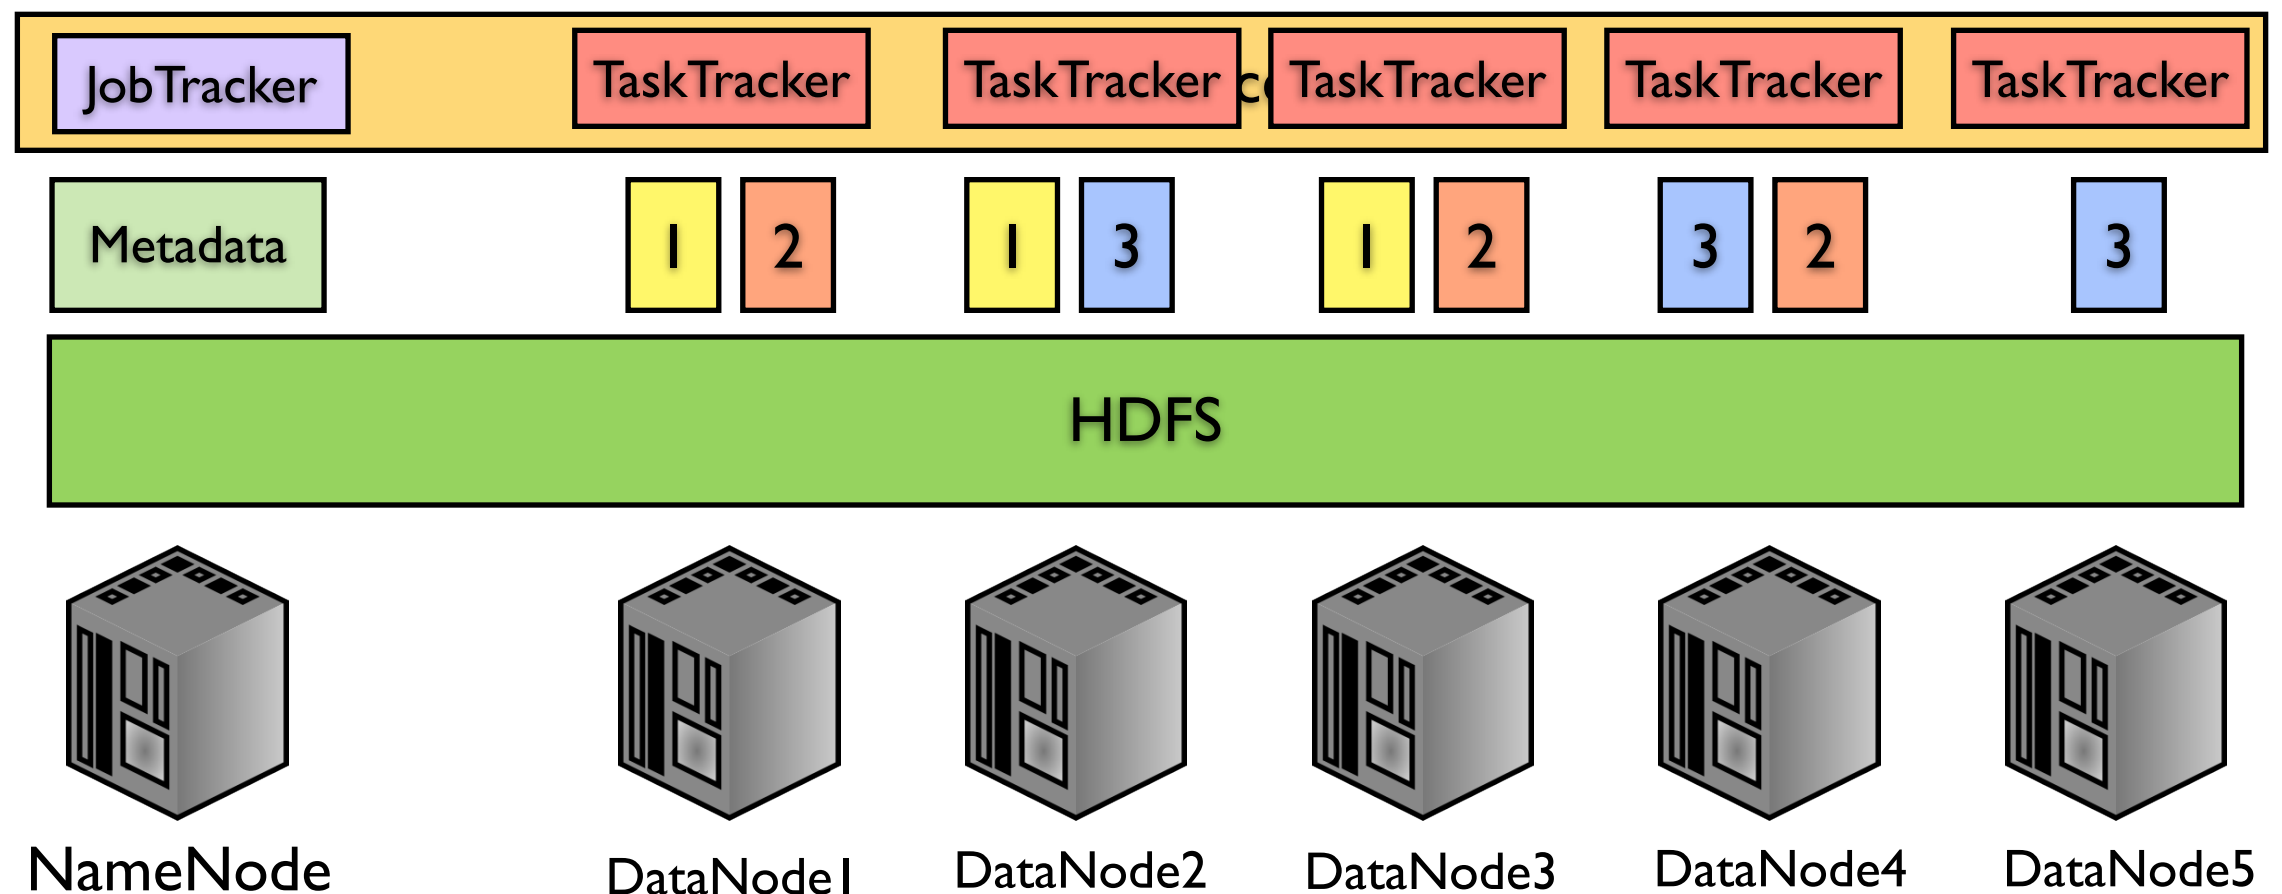 JobTracker TaskTracker TaskTracker TaskTracker TaskTracker TaskTracker
Metadata 1 2 1 3 1 2 3 2 3
HDFS
NameNode DataNode1 DataNode2 DataNode3 DataNode4 DataNode5